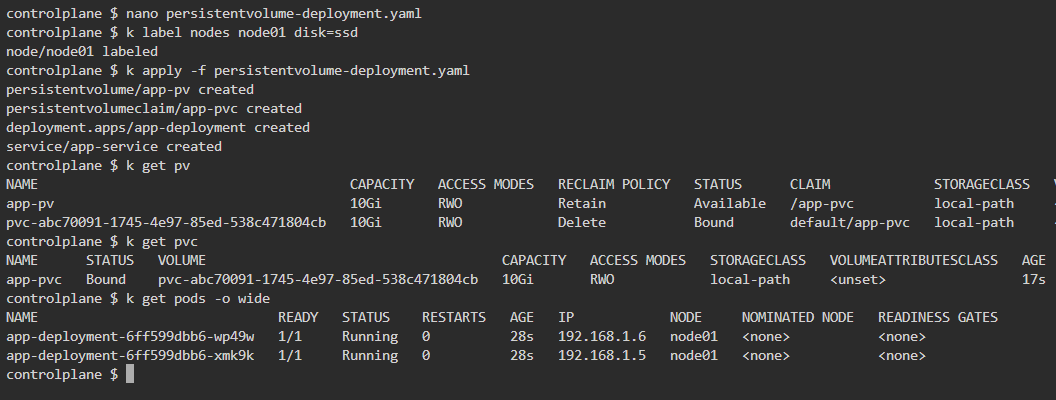 controlplane $ nano persistentvolume-deployment.yaml
controlplane $ k label nodes node01 disk=ssd
node/node01 labeled
controlplane $ k apply -f persistentvolume-deployment.yaml
persistentvolume/app-pv created
persistentvolumeclaim/app-pvc created
deployment.apps/app-deployment created
service/app-service created
controlplane $ k get pv
NAME CAPACITY ACCESS MODES RECLAIM POLICY STATUS CLAIM STORAGECLASS
app-pv 10Gi RWO Retain Available /app-pvc local-path
pvc-abc70091-1745-4e97-85ed-538c471804cb 10Gi RWO Delete Bound default/app-pvc local-path
controlplane $ k get pvc
NAME STATUS VOLUME CAPACITY ACCESS MODES STORAGECLASS VOLUMEATTRIBUTESCLASS AGE
app-pvc Bound pvc-abc70091-1745-4e97-85ed-538c471804cb 10Gi RWO local-path <unset> 17s
controlplane $ k get pods -o wide
NAME READY STATUS RESTARTS AGE IP NODE NOMINATED NODE READINESS GATES
app-deployment-6ff599dbb6-wp49w 1/1 Running 0 28s 192.168.1.6 node01 <none> <none>
app-deployment-6ff599dbb6-xmk9k 1/1 Running 0 28s 192.168.1.5 node01 <none> <none>
controlplane $